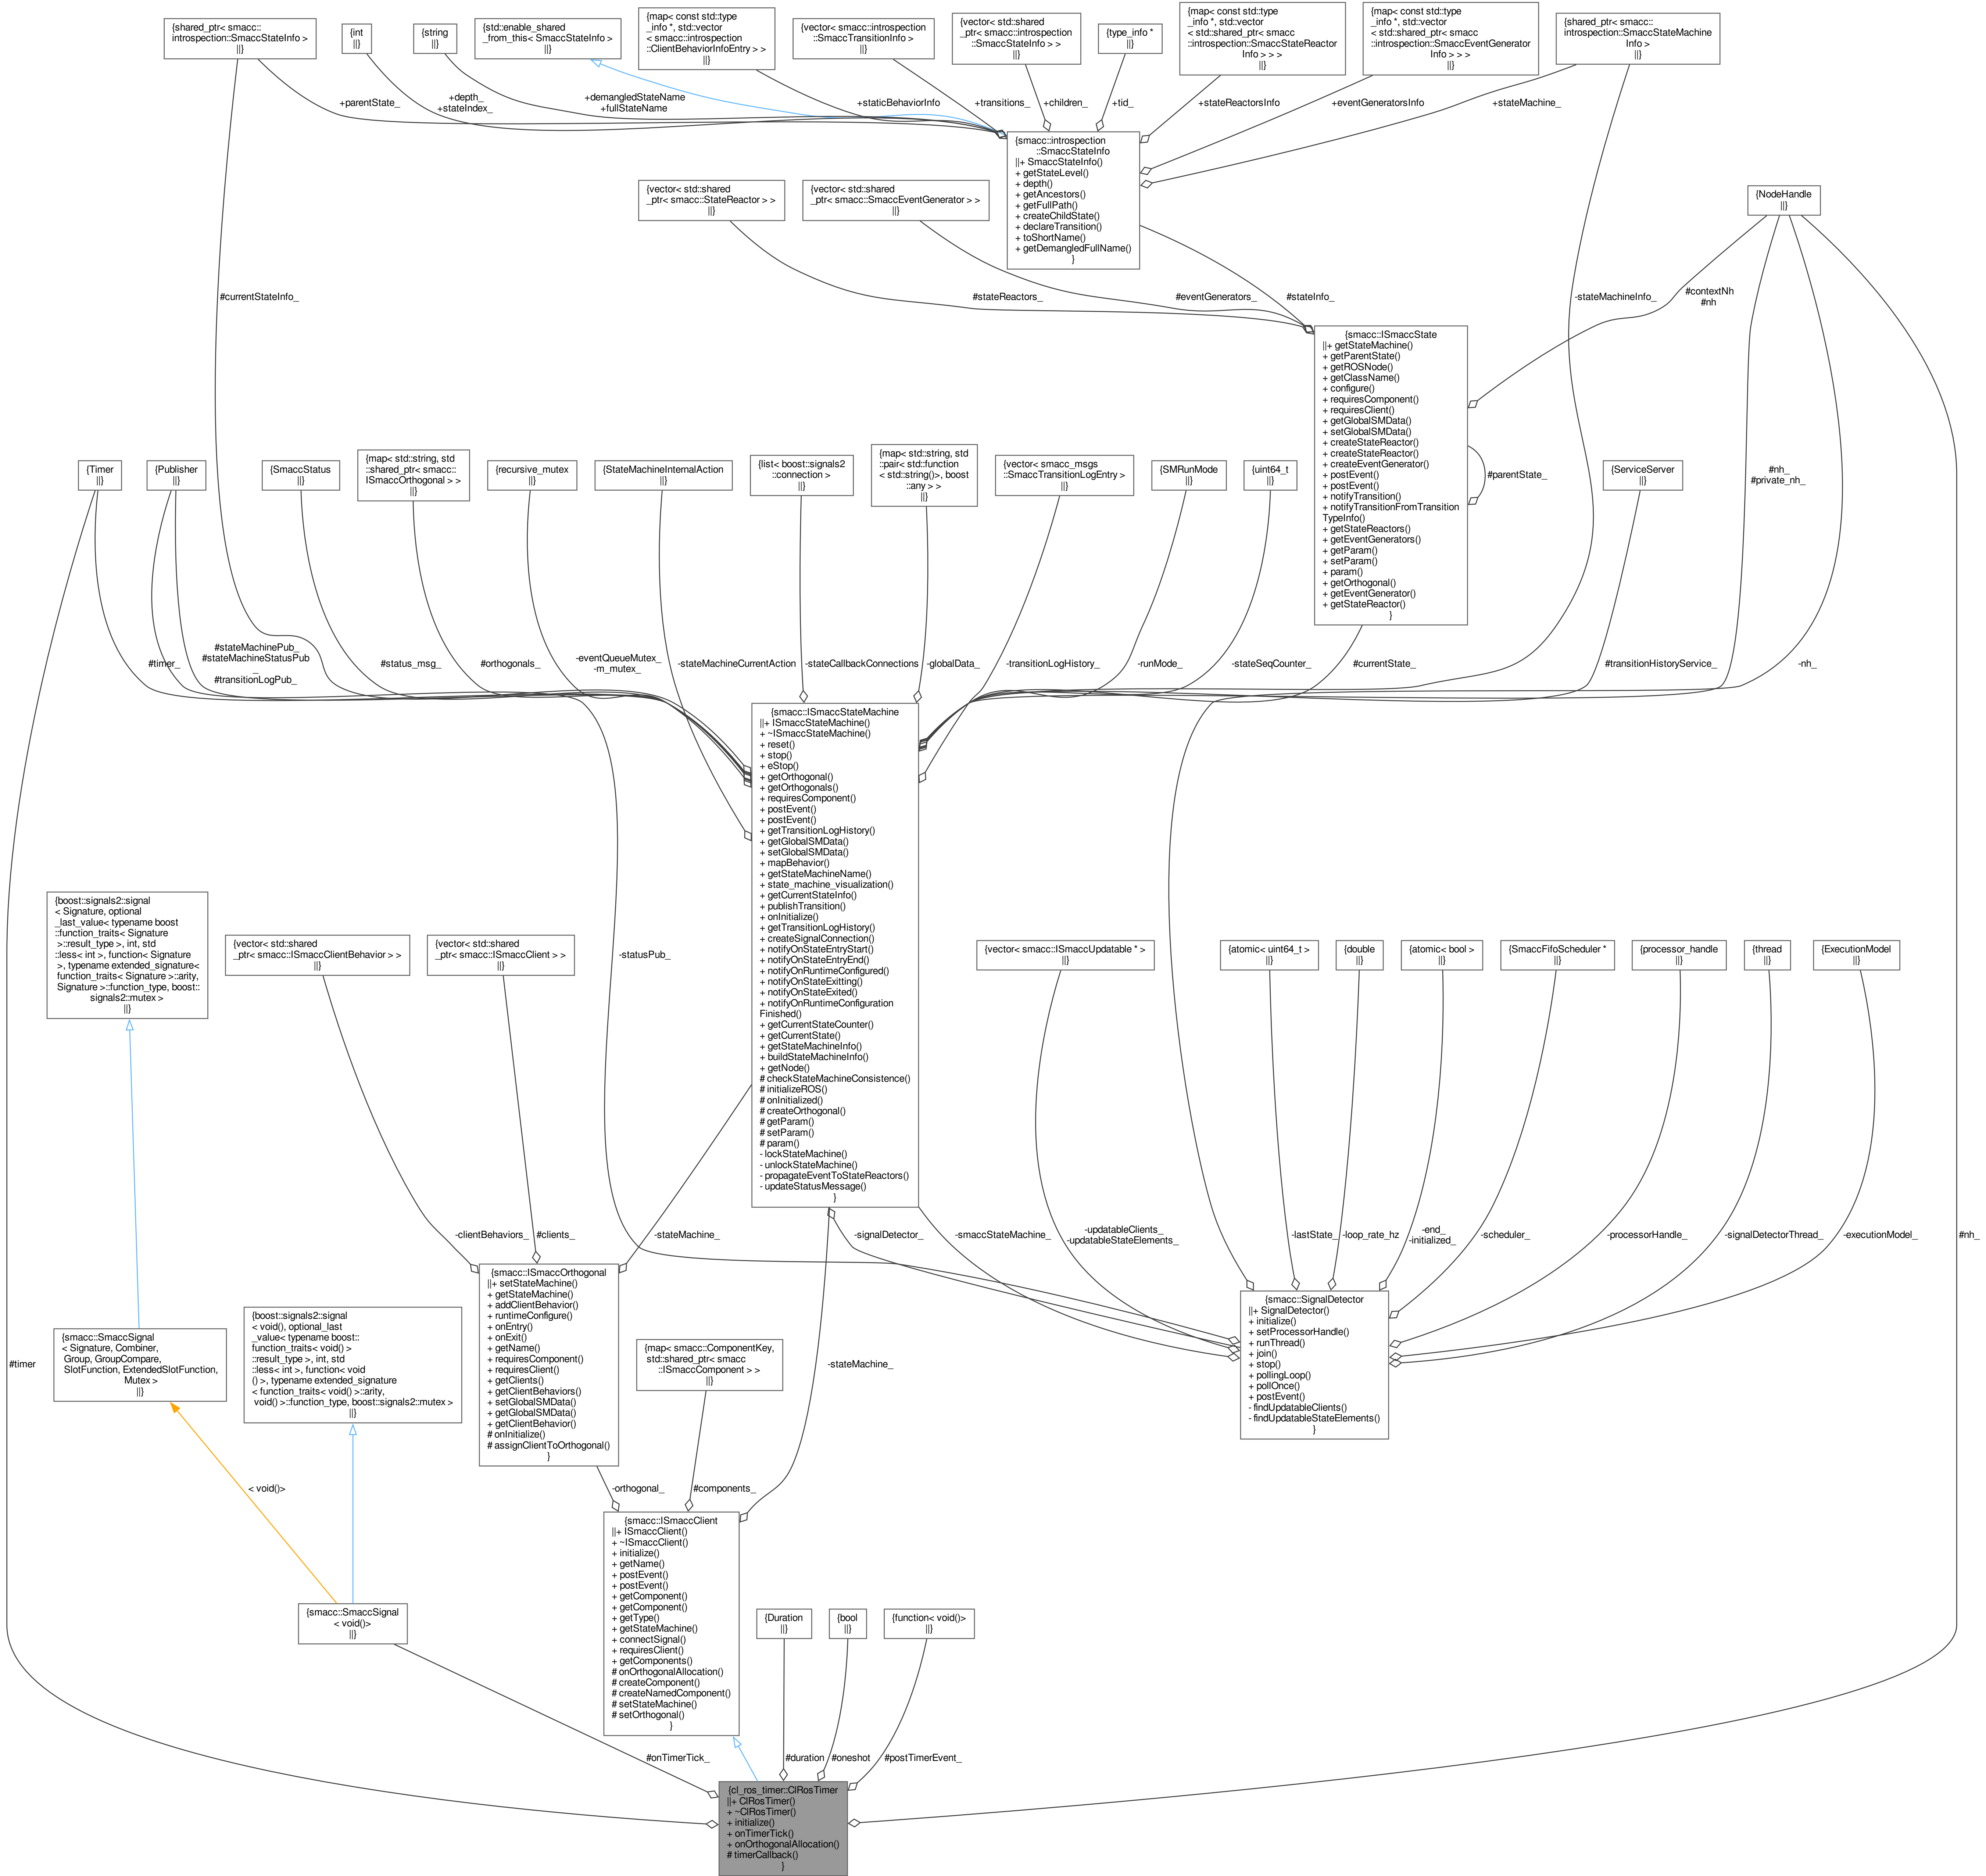 {shared_ptr< smacc::
introspection::SmaccStateInfo >
||}
{int
||}
{string
||}
{std::enable_shared
_from_this< SmaccStateInfo >
||}
{map< const std::type
_info *, std::vector
< smacc::introspection
::ClientBehaviorInfoEntry > >
||}
{vector< smacc::introspection
::SmaccTransitionInfo >
||}
{vector< std::shared
_ptr< smacc::introspection
::SmaccStateInfo > >
||}
{type_info *
||}
{map< const std::type
_info *, std::vector
< std::shared_ptr< smacc
::introspection::SmaccStateReactor
Info > > >
||}
{map< const std::type
_info *, std::vector
< std::shared_ptr< smacc
::introspection::SmaccEventGenerator
Info > > >
||}
{shared_ptr< smacc::
introspection::SmaccStateMachine
Info >
||}
+parentState_
+depth_
+stateIndex_
+demangledStateName
+fullStateName
+staticBehaviorInfo
+transitions_
+children_
+tid_
+stateReactorsInfo
+eventGeneratorsInfo
+stateMachine_
{smacc::introspection
::SmaccStateInfo
||+ SmaccStateInfo()
+ getStateLevel()
+ depth()
+ getAncestors()
+ getFullPath()
+ createChildState()
+ declareTransition()
+ toShortName()
+ getDemangledFullName()
}
{vector< std::shared
_ptr< smacc::StateReactor > >
||}
{vector< std::shared
_ptr< smacc::SmaccEventGenerator > >
||}
{NodeHandle
||}
#currentStateInfo_
#stateReactors_
#eventGenerators_
#stateInfo_
-stateMachineInfo_
#contextNh
#nh
{smacc::ISmaccState
||+ getStateMachine()
+ getParentState()
+ getROSNode()
+ getClassName()
+ configure()
+ requiresComponent()
+ requiresClient()
+ getGlobalSMData()
+ setGlobalSMData()
+ createStateReactor()
+ createStateReactor()
+ createEventGenerator()
+ postEvent()
+ postEvent()
+ notifyTransition()
+ notifyTransitionFromTransition
TypeInfo()
+ getStateReactors()
+ getEventGenerators()
+ getParam()
+ setParam()
+ param()
+ getOrthogonal()
+ getEventGenerator()
+ getStateReactor()
}
#parentState_
#nh_
#private_nh_
{Timer
||}
{Publisher
||}
{SmaccStatus
||}
{map< std::string, std
::shared_ptr< smacc::
ISmaccOrthogonal > >
||}
{recursive_mutex
||}
{StateMachineInternalAction
||}
{list< boost::signals2
::connection >
||}
{map< std::string, std
::pair< std::function
< std::string()>, boost
::any > >
||}
{vector< smacc_msgs
::SmaccTransitionLogEntry >
||}
{SMRunMode
||}
{uint64_t
||}
{ServiceServer
||}
#timer_
#stateMachinePub_
#stateMachineStatusPub
_
#transitionLogPub_
#status_msg_
#orthogonals_
-eventQueueMutex_
-m_mutex_
-stateMachineCurrentAction
-stateCallbackConnections
-globalData_
-transitionLogHistory_
-runMode_
-stateSeqCounter_
#currentState_
#transitionHistoryService_
-nh_
{smacc::ISmaccStateMachine
||+ ISmaccStateMachine()
+ ~ISmaccStateMachine()
+ reset()
+ stop()
+ eStop()
+ getOrthogonal()
+ getOrthogonals()
+ requiresComponent()
+ postEvent()
+ postEvent()
+ getTransitionLogHistory()
+ getGlobalSMData()
+ setGlobalSMData()
+ mapBehavior()
+ getStateMachineName()
+ state_machine_visualization()
+ getCurrentStateInfo()
+ publishTransition()
+ onInitialize()
+ getTransitionLogHistory()
+ createSignalConnection()
+ notifyOnStateEntryStart()
+ notifyOnStateEntryEnd()
+ notifyOnRuntimeConfigured()
+ notifyOnStateExitting()
+ notifyOnStateExited()
+ notifyOnRuntimeConfiguration
Finished()
+ getCurrentStateCounter()
+ getCurrentState()
+ getStateMachineInfo()
+ buildStateMachineInfo()
+ getNode()
# checkStateMachineConsistence()
# initializeROS()
# onInitialized()
# createOrthogonal()
# getParam()
# setParam()
# param()
- lockStateMachine()
- unlockStateMachine()
- propagateEventToStateReactors()
- updateStatusMessage()
}
{boost::signals2::signal
< Signature, optional
_last_value< typename boost
::function_traits< Signature
>::result_type >, int, std
::less< int >, function< Signature
>, typename extended_signature<
function_traits< Signature >::arity,
Signature >::function_type, boost::
signals2::mutex >
||}
{vector< std::shared
_ptr< smacc::ISmaccClientBehavior > >
||}
{vector< std::shared
_ptr< smacc::ISmaccClient > >
||}
-statusPub_
{vector< smacc::ISmaccUpdatable * >
||}
{atomic< uint64_t >
||}
{double
||}
{atomic< bool >
||}
{SmaccFifoScheduler *
||}
{processor_handle
||}
{thread
||}
{ExecutionModel
||}
-clientBehaviors_
#clients_
-stateMachine_
-signalDetector_
-smaccStateMachine_
-updatableClients_
-updatableStateElements_
-lastState_
-loop_rate_hz
-end_
-initialized_
-scheduler_
-processorHandle_
-signalDetectorThread_
-executionModel_
#nh_
{smacc::ISmaccOrthogonal
||+ setStateMachine()
+ getStateMachine()
+ addClientBehavior()
+ runtimeConfigure()
+ onEntry()
+ onExit()
+ getName()
+ requiresComponent()
+ requiresClient()
+ getClients()
+ getClientBehaviors()
+ setGlobalSMData()
+ getGlobalSMData()
+ getClientBehavior()
# onInitialize()
# assignClientToOrthogonal()
}
{smacc::SignalDetector
||+ SignalDetector()
+ initialize()
+ setProcessorHandle()
+ runThread()
+ join()
+ stop()
+ pollingLoop()
+ pollOnce()
+ postEvent()
- findUpdatableClients()
- findUpdatableStateElements()
}
{smacc::SmaccSignal
< Signature, Combiner,
Group, GroupCompare,
SlotFunction, ExtendedSlotFunction,
Mutex >
||}
{boost::signals2::signal
< void(), optional_last
_value< typename boost::
function_traits< void() >
::result_type >, int, std
::less< int >, function< void
() >, typename extended_signature
< function_traits< void() >::arity,
void() >::function_type, boost::signals2::mutex >
||}
{map< smacc::ComponentKey,
std::shared_ptr< smacc
::ISmaccComponent > >
||}
#timer
-stateMachine_
< void()>
-orthogonal_
#components_
{smacc::ISmaccClient
||+ ISmaccClient()
+ ~ISmaccClient()
+ initialize()
+ getName()
+ postEvent()
+ postEvent()
+ getComponent()
+ getComponent()
+ getType()
+ getStateMachine()
+ connectSignal()
+ requiresClient()
+ getComponents()
# onOrthogonalAllocation()
# createComponent()
# createNamedComponent()
# setStateMachine()
# setOrthogonal()
}
{smacc::SmaccSignal
< void()>
||}
{Duration
||}
{bool
||}
{function< void()>
||}
#onTimerTick_
#duration
#oneshot
#postTimerEvent_
{cl_ros_timer::ClRosTimer
||+ ClRosTimer()
+ ~ClRosTimer()
+ initialize()
+ onTimerTick()
+ onOrthogonalAllocation()
# timerCallback()
}